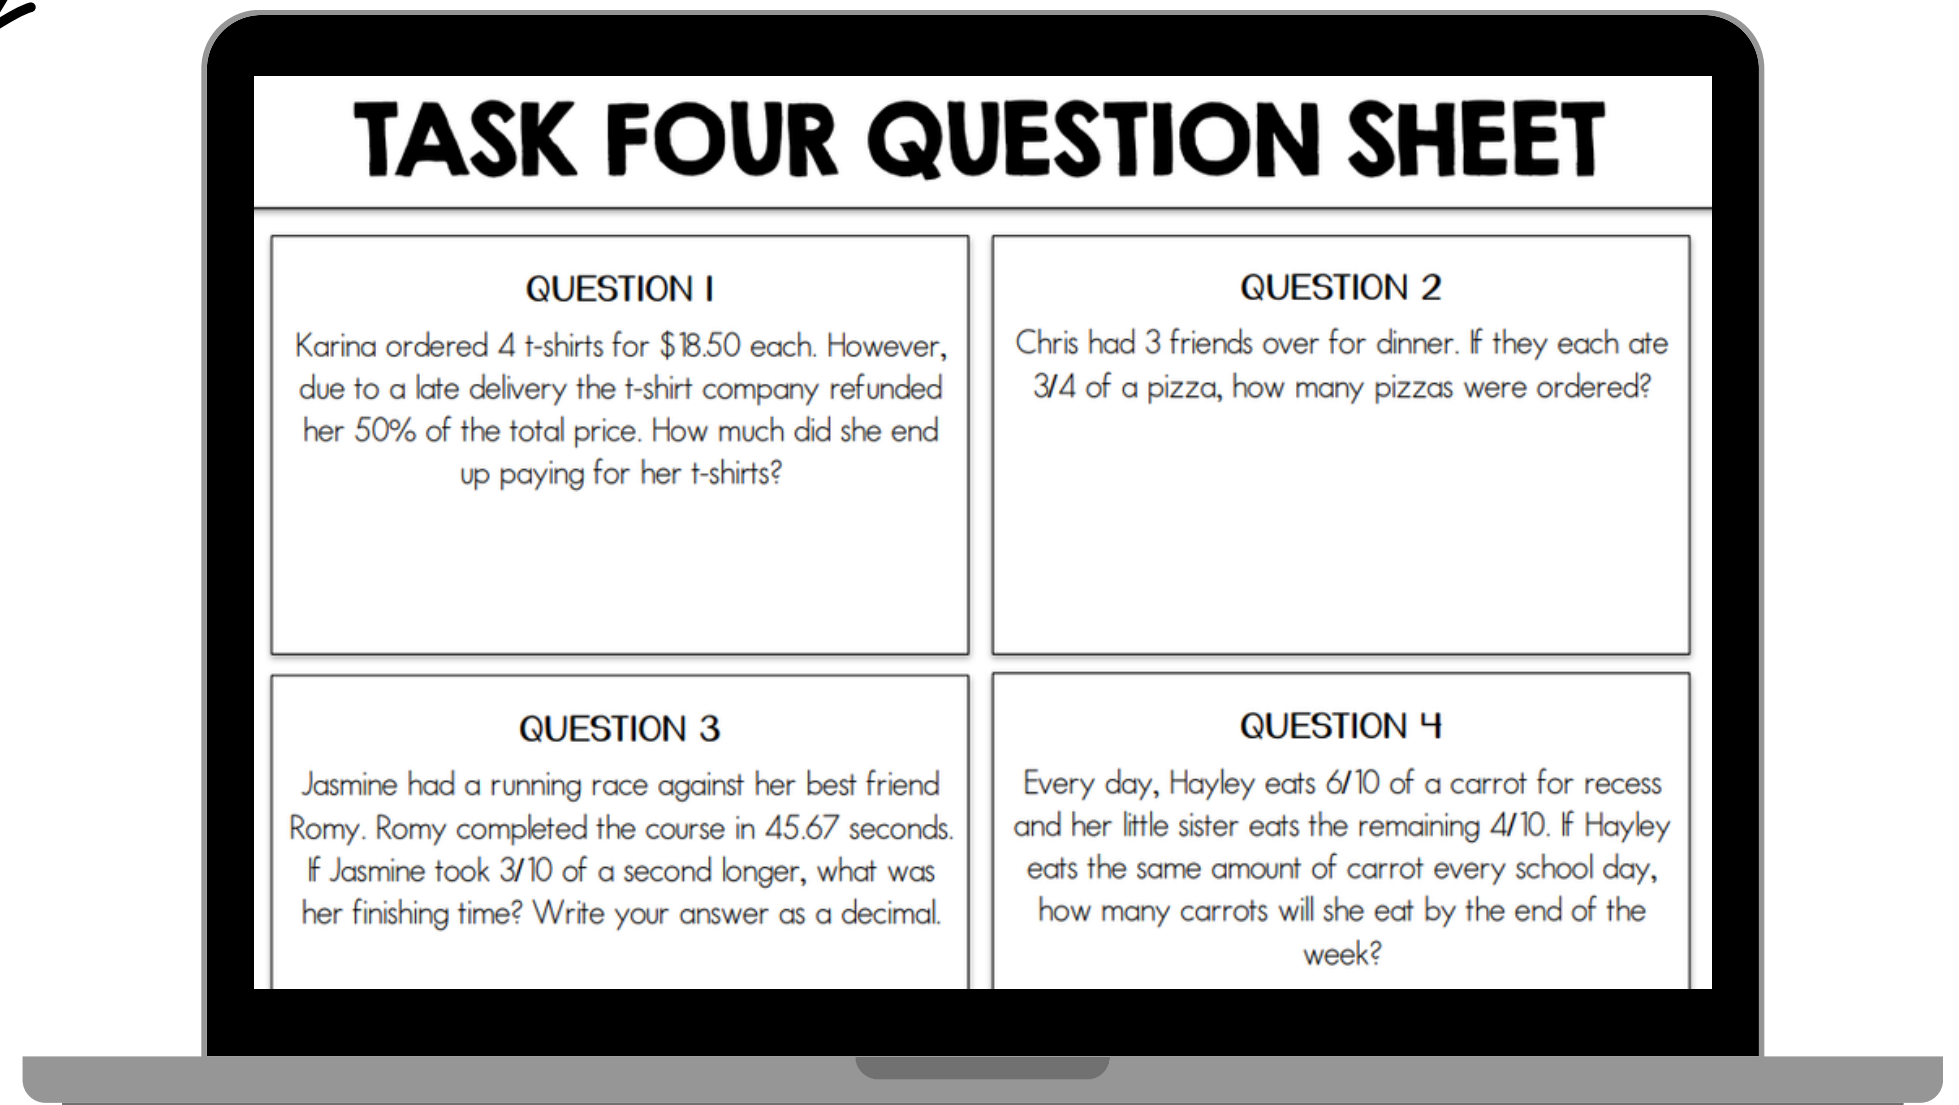 TASK FOUR QUESTION SHEET
QUESTION 1
Karina ordered 4 t-shirts for $18.50 each. However,
due to a late delivery the t-shirt company refunded
her 50% of the total price. How much did she end
up paying for her t-shirts?
QUESTION 2
Chris had 3 friends over for dinner. If they each ate
3/4 of a pizza, how many pizzas were ordered?
QUESTION 3
Jasmine had a running race against her best friend
Romy. Romy completed the course in 45.67 seconds.
If Jasmine took 3/10 of a second longer, what was
her finishing time? Write your answer as a decimal.
QUESTION 4
Every day, Hayley eats 6/10 of a carrot for recess
and her little sister eats the remaining 4/10. If Hayley
eats the same amount of carrot every school day,
how many carrots will she eat by the end of the
week?